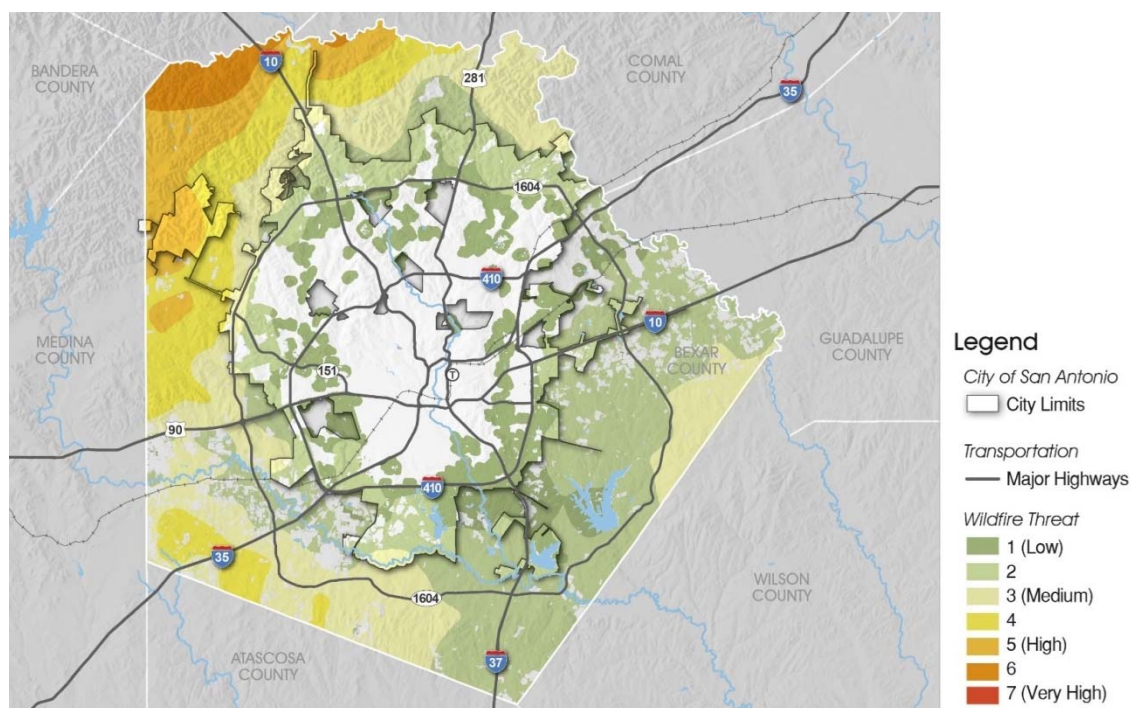 BANDERA
COUNTY
10
281
COMAL
COUNTY
35
1604
410
10
MEDINA
COUNTY
BEXAR
COUNTY
GUADALUPE
COUNTY
151
T
90
410
35
1604
WILSON
COUNTY
ATASCOSA
COUNTY
37
Legend
City of San Antonio
City Limits
Transportation
Major Highways
Wildfire Threat
1 (Low)
2
3 (Medium)
4
5 (High)
6
7 (Very High)